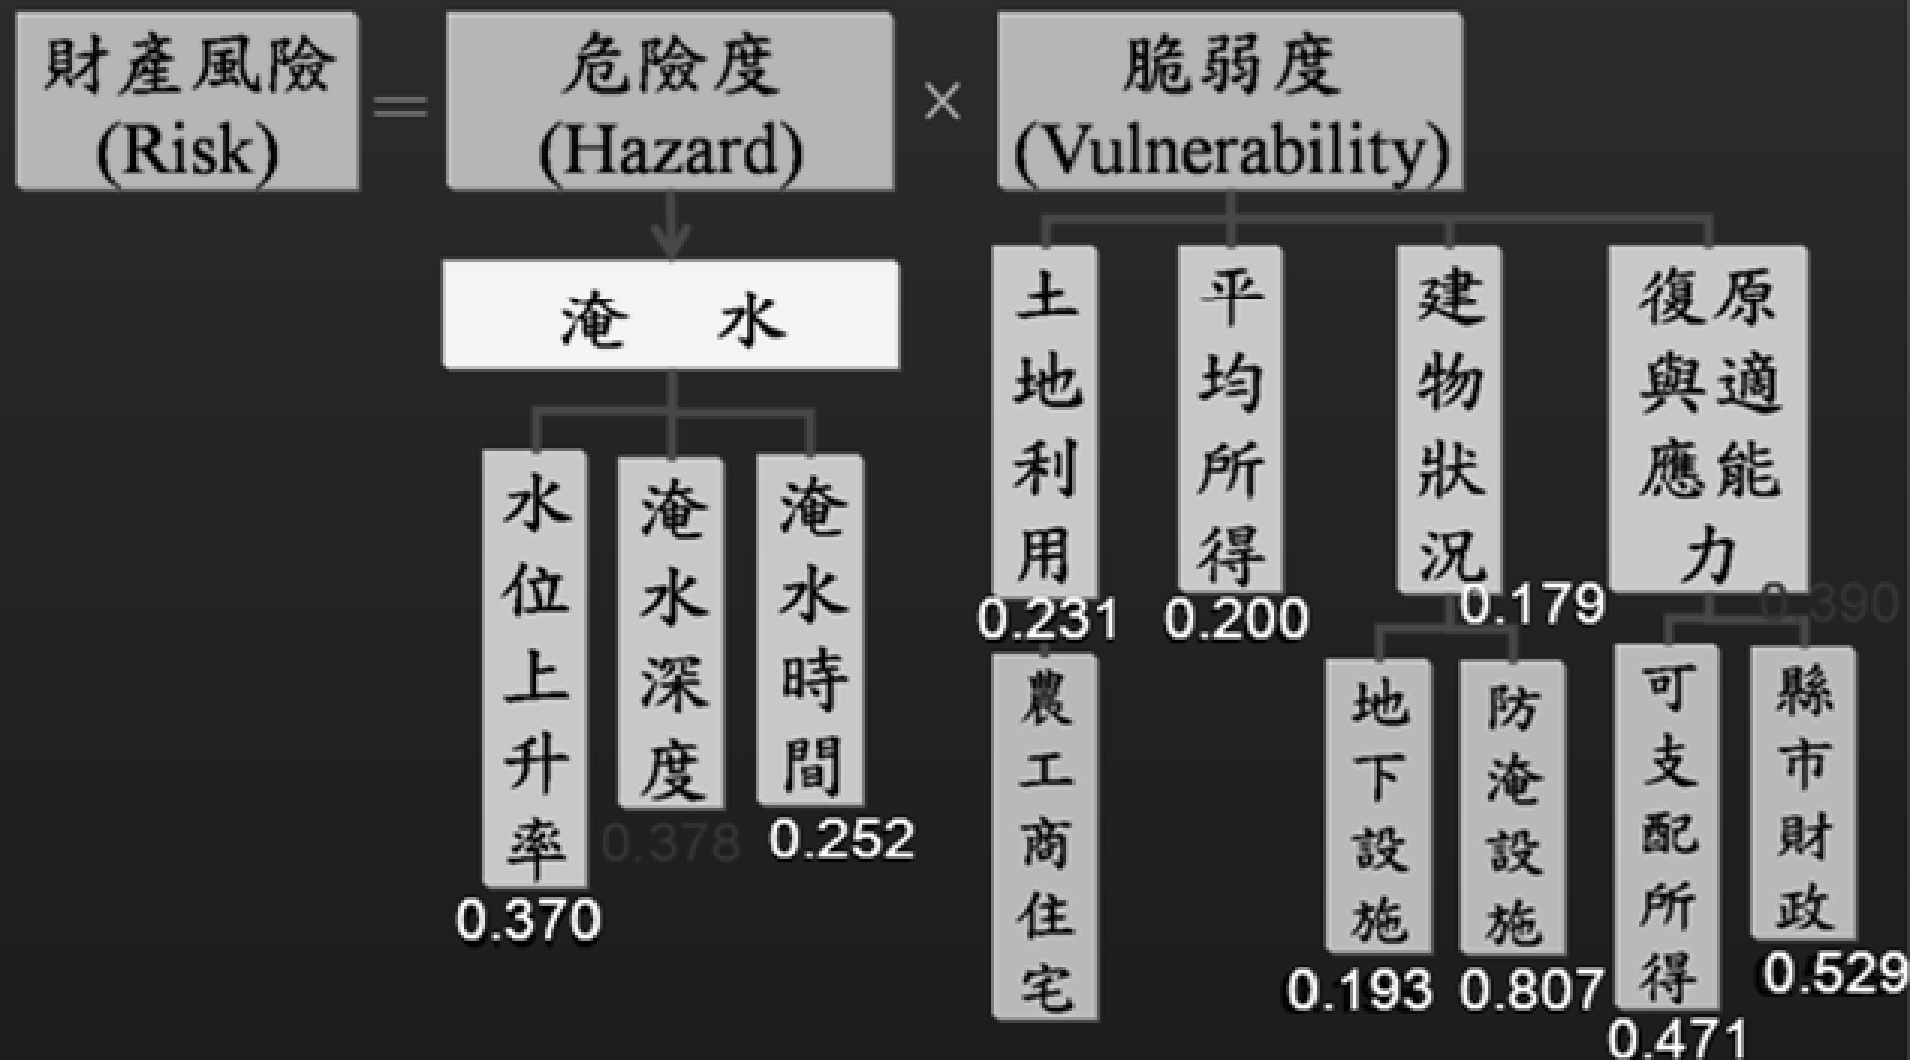 財產風險
(Risk)
=
危險度
(Hazard)
×
脆弱度
(Vulnerability)
淹 水
水位上升率
0.370
淹水深度
0.378
淹水時間
0.252
土地利用
0.231
農工商住宅
平均所得
0.200
建物狀況
0.179
地下設施
0.193
防淹設施
0.807
復原
與適
應能
力
0.390
可支配所得
0.471
縣市財政
0.529